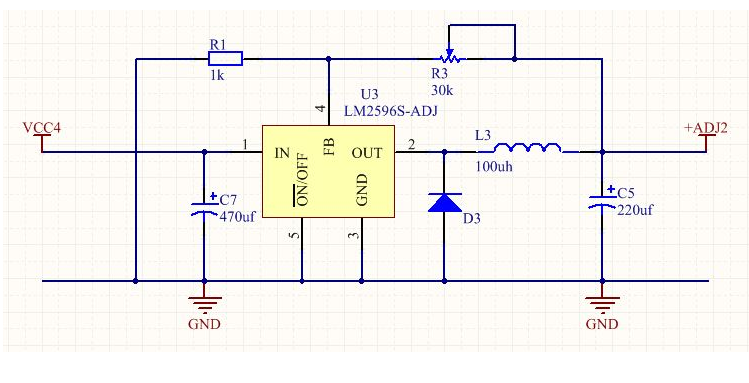 R1
1k
R3
30k
U3
LM2596S-ADJ
4
VCC4
+ADJ2
1
IN
FB
OUT
2
L3
100uh
ON/OFF
GND
+
C7
470uf
D3
+
C5
220uf
5
3
GND
GND